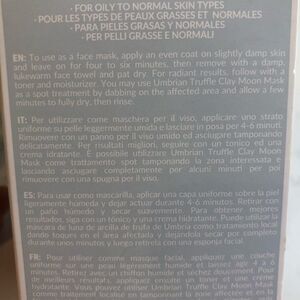 - FOR OILY TO NORMAL SKIN TYPES
- POUR LES TYPES DE PEAUX GRASSES ET NORMALES
- PARA PIELES GRASAS Y NORMALES
- PER PELLI GRASSE E NORMALI
EN: To use as a face mask, apply an even coat on slightly damp skin
and leave on for four to six minutes, then remove with a damp,
lukewarm face towel and pat dry. For radiant results, follow with a
toner and moisturizer. You may use Umbrian Truffle Clay Moon Mask
as a spot treatment by dabbing on the affected area and allow a few
minutes to fully dry, then rinse.
IT: Per utilizzare come maschera per il viso, applicare uno strato
uniforme su pelle leggermente umida e lasciare in posa per 4-6 minuti.
Rimuovere con un panno per il viso umido ed asciugare tamponando
delicatamente. Per risultati migliori, seguire con un tonico ed una
crema idratante. È possibile utilizzare Umbrian Truffle Clay Moon
Mask come trattamento spot tamponando la zona interessata e
lasciando asciugare completamente per alcuni minuti per poi
rimuovere con una spugna per il viso.
ES: Para usar como mascarilla, aplicar una capa uniforme sobre la piel
ligeramente húmeda y dejar actuar durante 4-6 minutos. Retirar con
un paño húmedo y secar suavemente. Para obtener mejores
resultados, siga con un tónico y una crema hidratante. Puede utilizar la
máscara de luna de arcilla de trufa de Umbría como tratamiento local
dando toques en el área afectada y dejándola secar por completo
durante unos minutos y luego retírela con una esponja facial.
FR: Pour utiliser comme masque facial, appliquez une couche
uniforme sur une peau légèrement humide et laissez agir 4 à 6
minutes. Retirez avec un chiffon humide et séchez doucement. Pour
de meilleurs résultats, appliquez ensuite un toner et une crème
hydratante. Vous pouvez utiliser Umbrian Truffle Clay Moon Mask
comme traitement localisé en tamponnant la zone affectée et en la